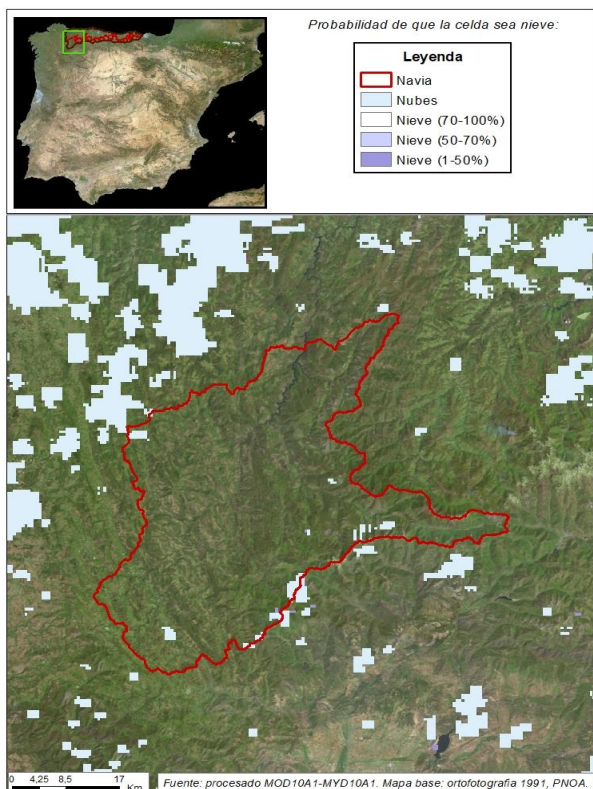 Probabilidad de que la celda sea nieve:
Leyenda
Navia
Nubes
Nieve (70-100%)
Nieve (50-70%)
Nieve (1-50%)
0 4,25 8,5 17
Km
Fuente: procesado MOD10A1-MYD10A1. Mapa base: ortofotografia 1991, PNOA.